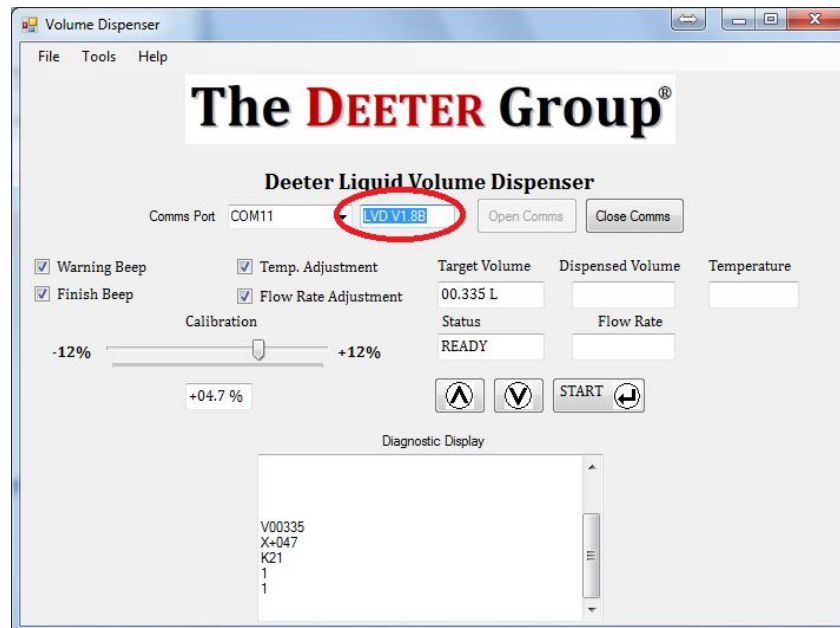 Volume Dispenser
File Tools Help
The DEETER Group®
Deeter Liquid Volume Dispenser
Comms Port COM11 LVD V1.8B Open Comms Close Comms
Warning Beep Temp. Adjustment Target Volume Dispensed Volume Temperature
Finish Beep Flow Rate Adjustment 00.335 L
Calibration Status Flow Rate
-12% +12% READY
+04.7 % START
Diagnostic Display
V00335
X+047
K21
1
1